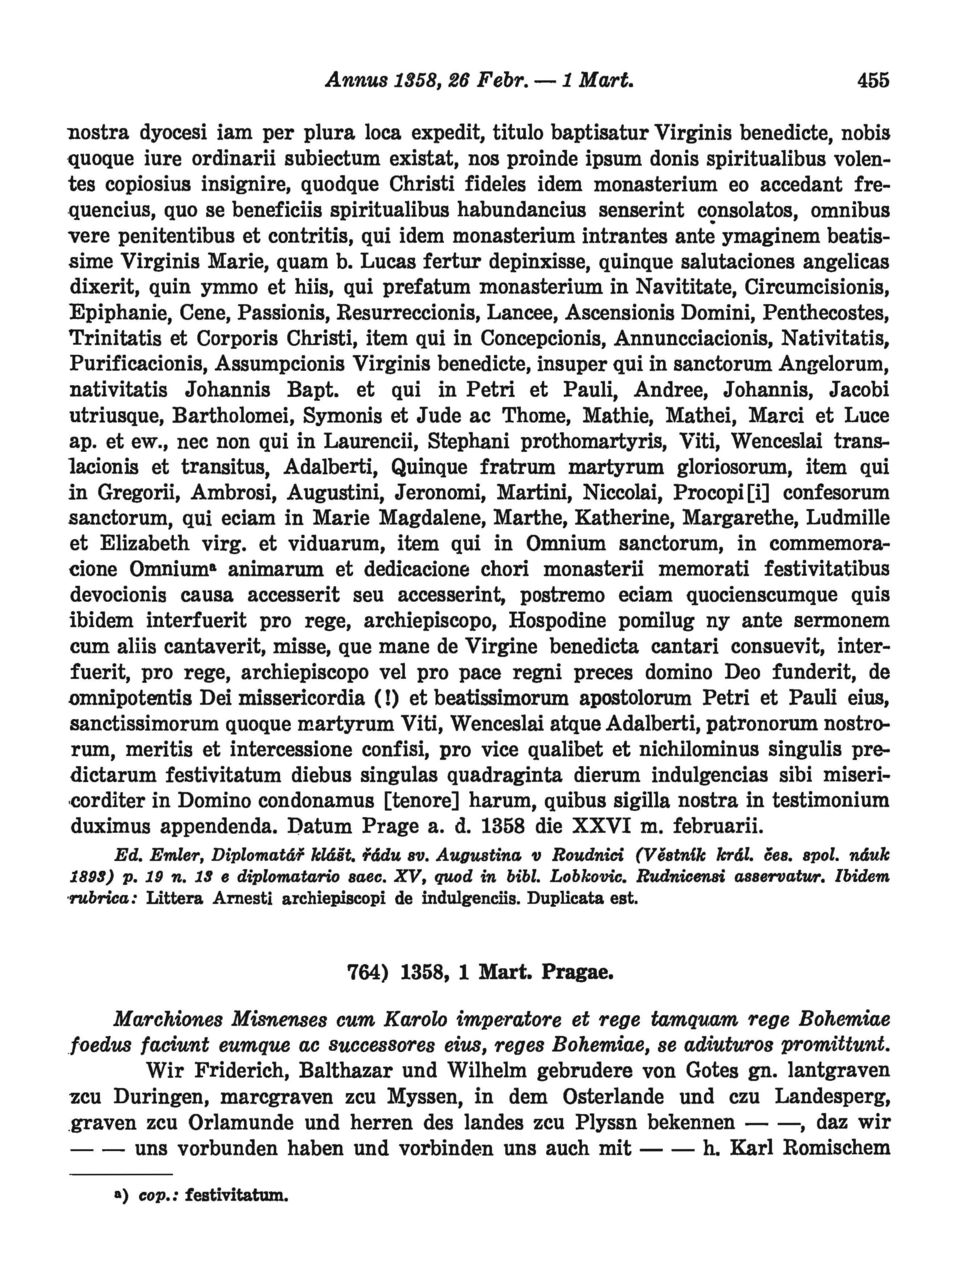 Annus 1358, 26 Febr. — 1 Mart. 455
nostra dyocesi iam per plura loca expedit, titulo baptisatur Virginis benedicte, nobis
quoque iure ordinarii subiectum existat, nos proinde ipsum donis spiritualibus volen-
tes copiosius insignire, quodque Christi fideles idem monasterium eo accedant fre-
quencius, quo se beneficiis spiritualibus habundancius senserint consolatos, omnibus
vere penitentibus et contritis, qui idem monasterium intrantes ante ymaginem beatis-
sime Virginis Marie, quam b. Lucas fertur depinxisse, quinque salutaciones angelicas
dixerit, quin ymmo et hiis, qui prefatum monasterium in Navititate, Circumcisionis,
Epiphanie, Cene, Passionis, Resurreccionis, Lancee, Ascensionis Domini, Penthecostes,
Trinitatis et Corporis Christi, item qui in Concepcionis, Annuncciacionis, Nativitatis,
Purificacionis, Assumpcionis Virginis benedicte, insuper qui in sanctorum Angelorum,
nativitatis Johannis Bapt. et qui in Petri et Pauli, Andree, Johannis, Jacobi
utriusque, Bartholomei, Symonis et Jude ac Thome, Mathie, Mathei, Marci et Luce
ap. et ew., nec non qui in Laurencii, Stephani prothomartyris, Viti, Wenceslai trans-
lacionis et transitus, Adalberti, Quinque fratrum martyrum gloriosorum, item qui
in Gregorii, Ambrosi, Augustini, Jeronomi, Martini, Niccolai, Procopi[i] confesorum
sanctorum, qui eciam in Marie Magdalene, Marthe, Katherine, Margarethe, Ludmille
et Elizabeth virg. et viduarum, item qui in Omnium sanctorum, in commemora-
cione Omniumᵃ animarum et dedicacione chori monasterii memorati festivitatibus
devocionis causa accesserit seu accesserint, postremo eciam quocienscumque quis
ibidem interfuerit pro rege, archiepiscopo, Hospodine pomilug ny ante sermonem
cum aliis cantaverit, misse, que mane de Virgine benedicta cantari consuevit, inter-
fuerit, pro rege, archiepiscopo vel pro pace regni preces domino Deo funderit, de
omnipotentis Dei missericordia (!) et beatissimorum apostolorum Petri et Pauli eius,
sanctissimorum quoque martyrum Viti, Wenceslai atque Adalberti, patronorum nostro-
rum, meritis et intercessione confisi, pro vice qualibet et nichilominus singulis pre-
dictarum festivitatum diebus singulas quadraginta dierum indulgencias sibi miseri-
corditer in Domino condonamus [tenore] harum, quibus sigilla nostra in testimonium
duximus appendenda. Datum Prage a. d. 1358 die XXVI m. februarii.
Ed. Emler, Diplomatář klášt. řádu sv. Augustina v Roudnici (Věstník král. čes. spol. náuk
1893) p. 19 n. 13 e diplomatario saec. XV, quod in bibl. Lobkovic. Rudnicensi asservatur. Ibidem
rubrica: Littera Arnesti archiepiscopi de indulgenciis. Duplicata est.
764) 1358, 1 Mart. Pragae.
Marchiones Misnenses cum Karolo imperatore et rege tamquam rege Bohemiae
foedus faciunt eumque ac successores eius, reges Bohemiae, se adiuturos promittunt.
Wir Friderich, Balthazar und Wilhelm gebrudere von Gotes gn. lantgraven
zcu Duringen, marcgraven zcu Myssen, in dem Osterlande und czu Landesperg,
graven zcu Orlamunde und herren des landes zcu Plyssn bekennen — —, daz wir
— — uns vorbunden haben und vorbinden uns auch mit — — h. Karl Romischem
ᵃ) cop.: festivitatum.